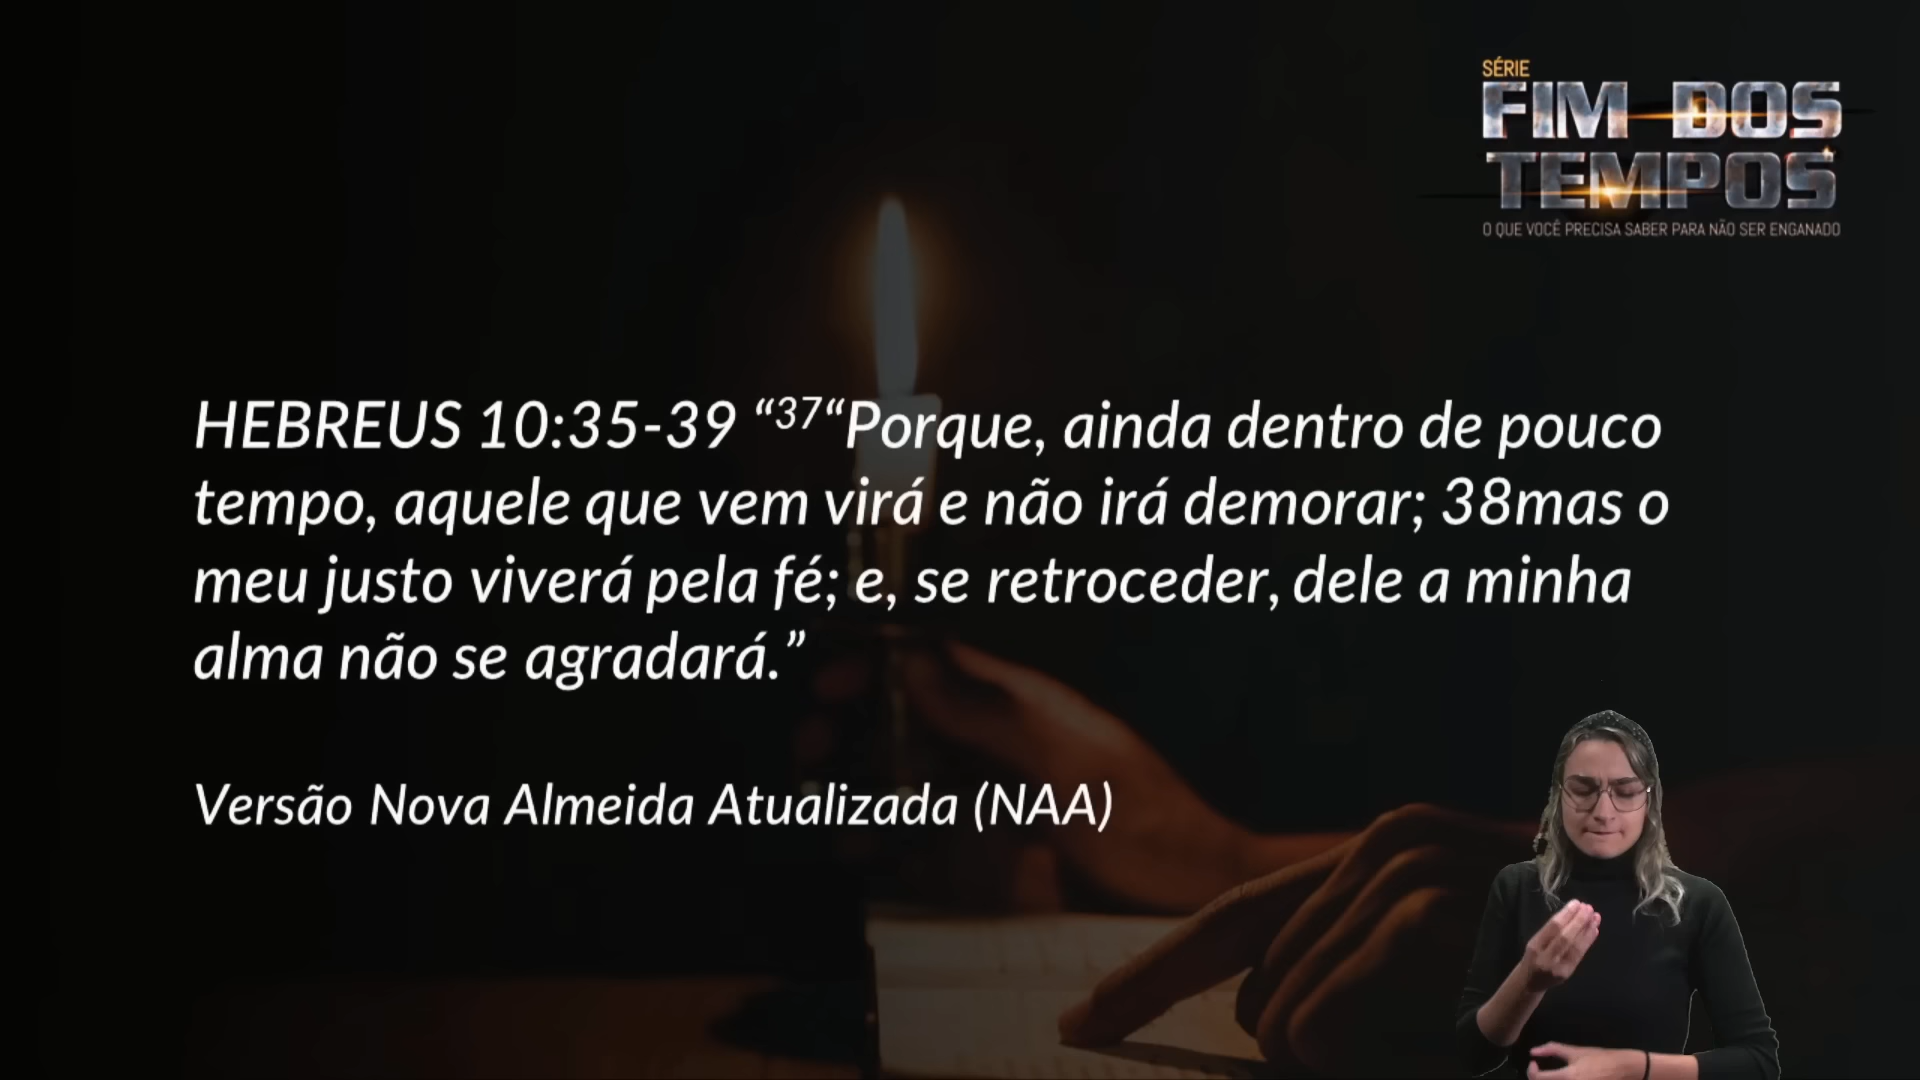 SÉRIE
FIM DOS
TEMPOS
O QUE VOCÊ PRECISA SABER PARA NÃO SER ENGANADO
HEBREUS 10:35-39 “³⁷“Porque, ainda dentro de pouco
tempo, aquele que vem virá e não irá demorar; 38mas o
meu justo viverá pela fé; e, se retroceder, dele a minha
alma não se agradará.”
Versão Nova Almeida Atualizada (NAA)